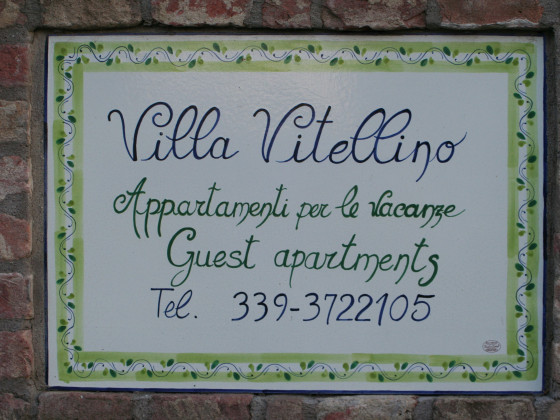 Villa Vitellino
Appartamenti per le vacanze
Guest apartments
Tel. 339-3722105